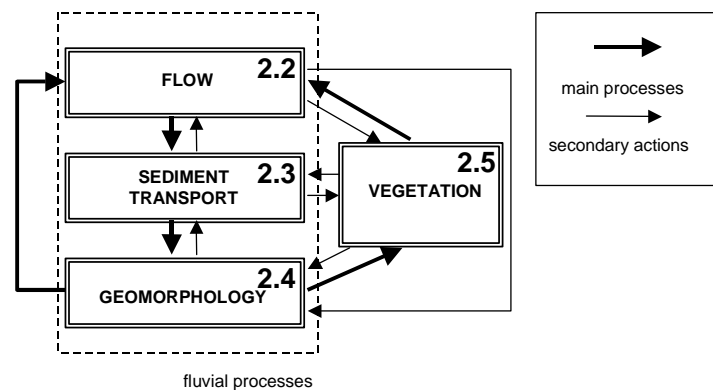 FLOW
2.2
SEDIMENT
TRANSPORT
2.3
GEOMORPHOLOGY
2.4
VEGETATION
2.5
fluvial processes
main processes
secondary actions